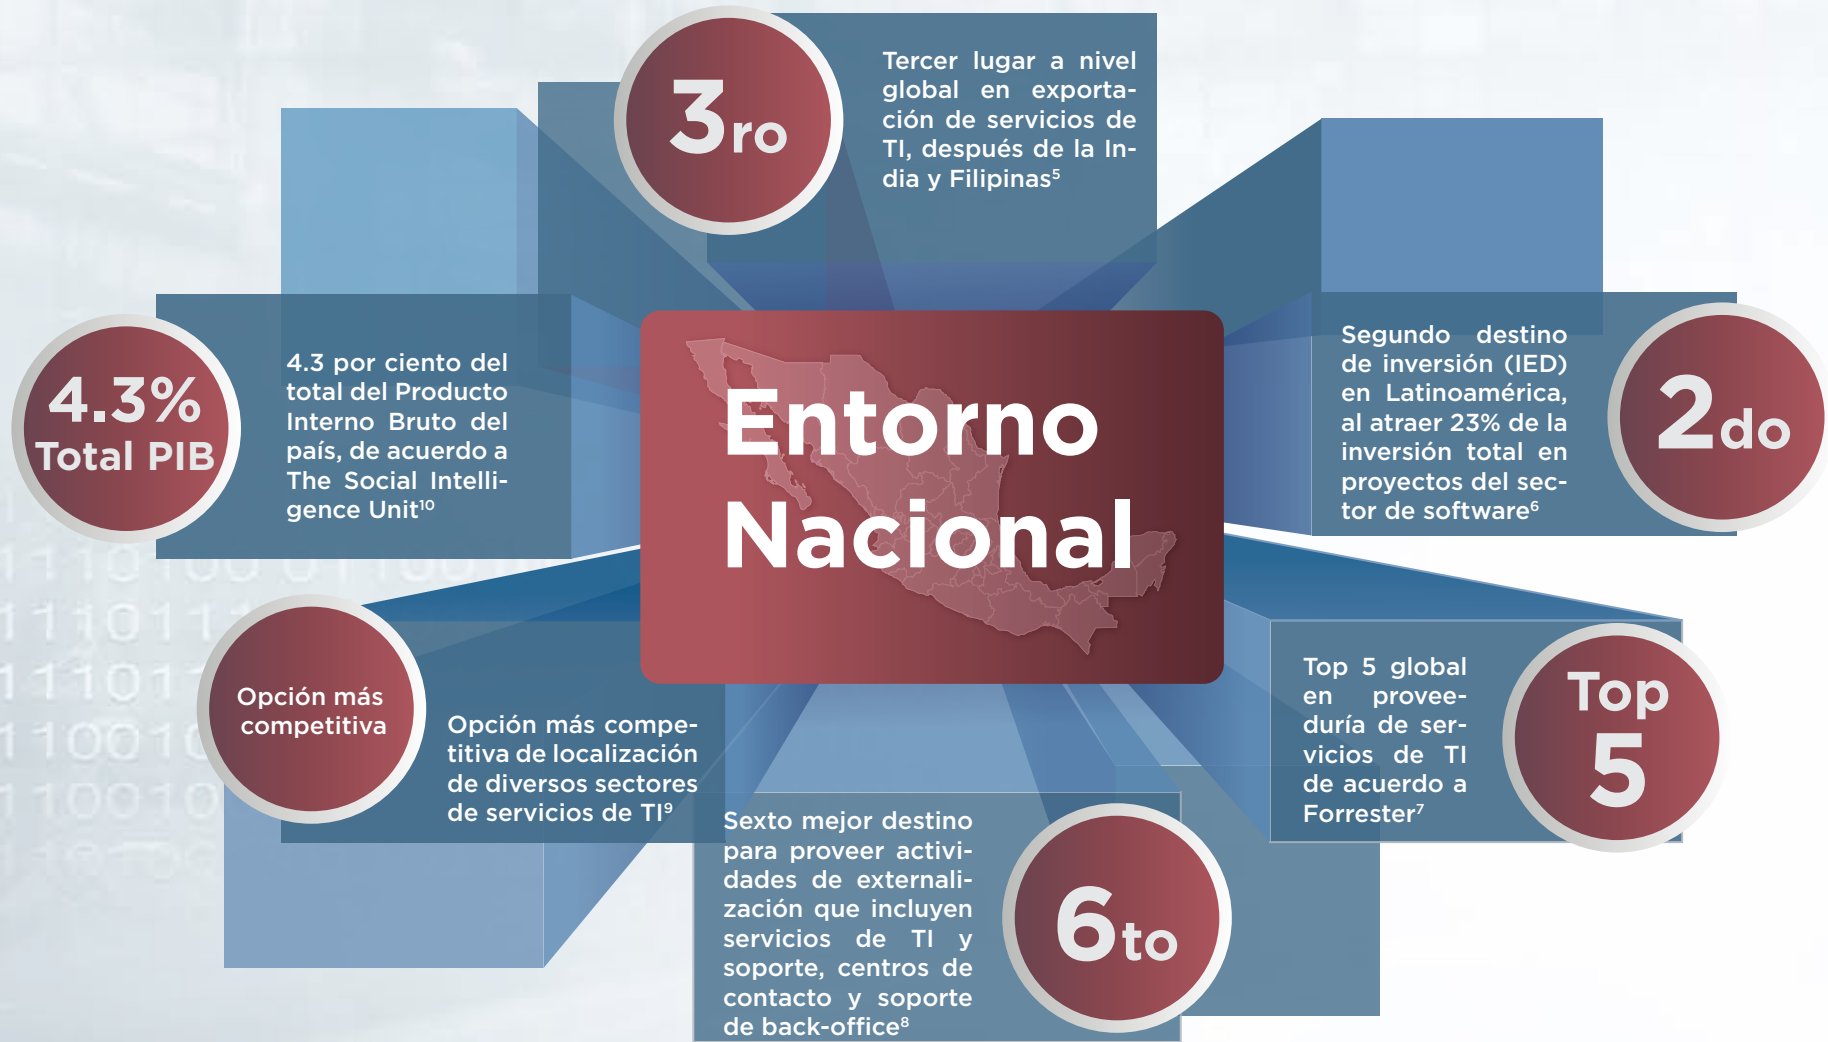 3ro
Tercer lugar a nivel
global en exporta-
ción de servicios de
TI, después de la In-
dia y Filipinas⁵
4.3%
Total PIB
4.3 por ciento del
total del Producto
Interno Bruto del
país, de acuerdo a
The Social Intelli-
gence Unit¹⁰
Entorno
Nacional
Segundo destino
de inversión (IED)
en Latinoamérica,
al atraer 23% de la
inversión total en
proyectos del sec-
tor de software⁶
2do
Opción más
competitiva
Opción más compe-
titiva de localización
de diversos sectores
de servicios de TI⁹
Top 5 global
en provee-
duría de ser-
vicios de TI
de acuerdo a
Forrester⁷
Top
5
Sexto mejor destino
para proveer activi-
dades de externali-
zación que incluyen
servicios de TI y
soporte, centros de
contacto y soporte
de back-office⁸
6to